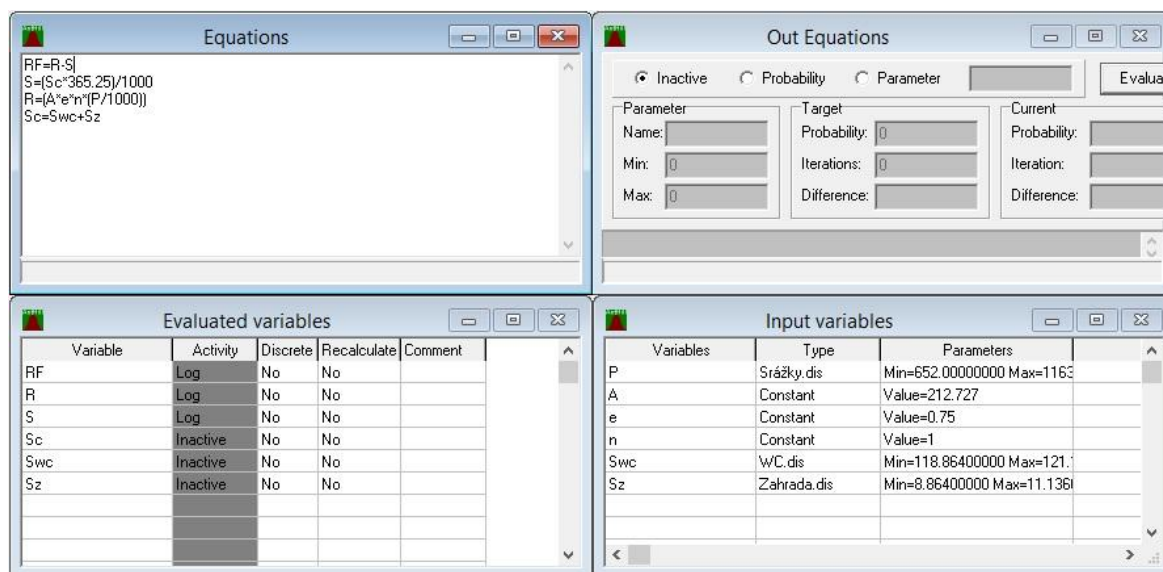 Equations
RF=R-S
S=(Sc*365.25)/1000
R=(A*e*n*(P/1000))
Sc=Swc+Sz
Out Equations
Inactive Probability Parameter Evalua
Parameter Target Current
Name: Probability: 0 Probability:
Min: 0 Iterations: 0 Iteration:
Max: 0 Difference: Difference:
Evaluated variables
Variable Activity Discrete Recalculate Comment
RF Log No No
R Log No No
S Log No No
Sc Inactive No No
Swc Inactive No No
Sz Inactive No No
Input variables
Variables Type Parameters
P Srážky.dis Min=652.00000000 Max=1163
A Constant Value=212.727
e Constant Value=0.75
n Constant Value=1
Swc WC.dis Min=118.86400000 Max=121.
Sz Zahrada.dis Min=8.86400000 Max=11.136